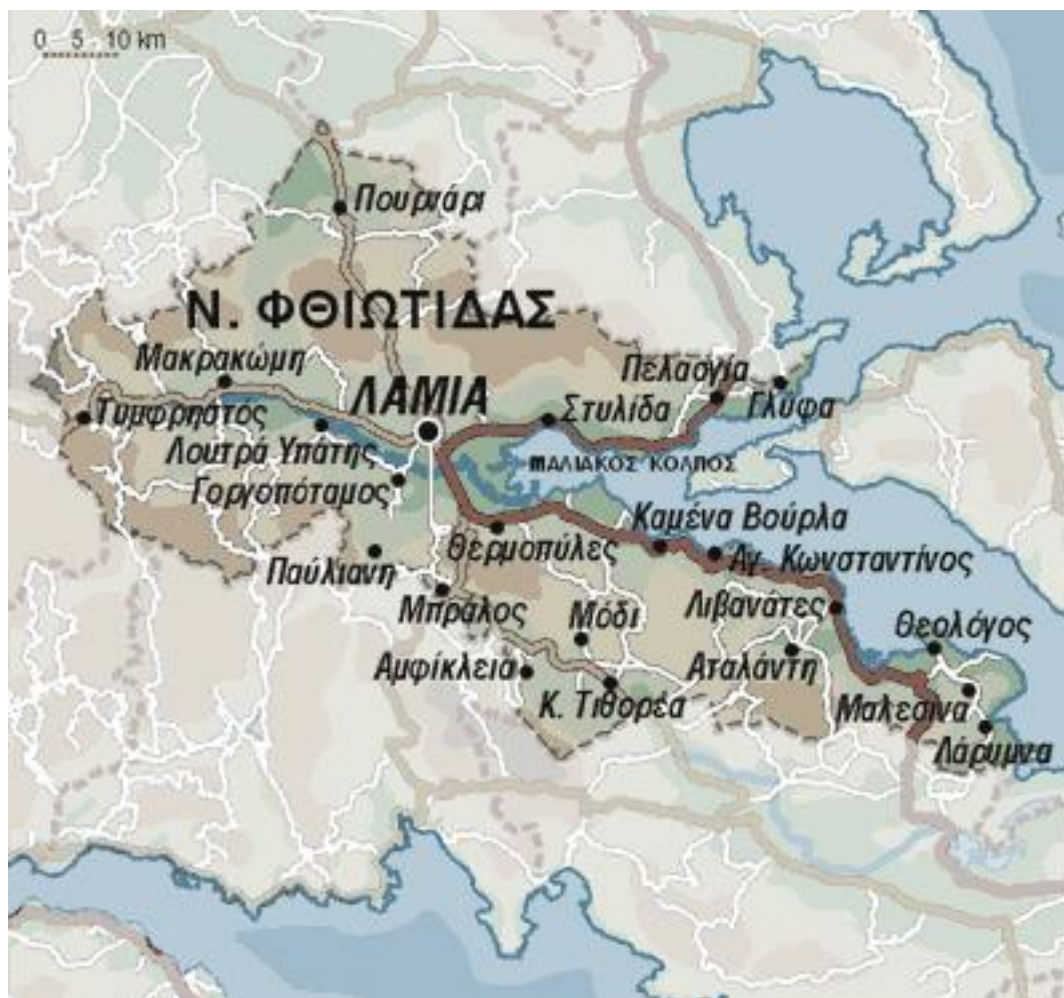 0 5 10 km
Πουρνάρι
Ν. ΦΘΙΩΤΙΔΑΣ
Μακρακώμη
Πελασγία
ΛΑΜΙΑ
Στυλίδα
Γλύφα
Τυμφρηστός
Λουτρά Υπάτης
ΜΑΛΙΑΚΟΣ ΚΟΛΠΟΣ
Γοργοπόταμος
Καμένα Βούρλα
Θερμοπύλες
Αγ. Κωνσταντίνος
Παύλιανη
Μπράλος
Μόδι
Λιβανάτες
Θεολόγος
Αμφίκλεια
Αταλάντη
Κ. Τιθορέα
Μαλεσίνα
Λάρυμνα